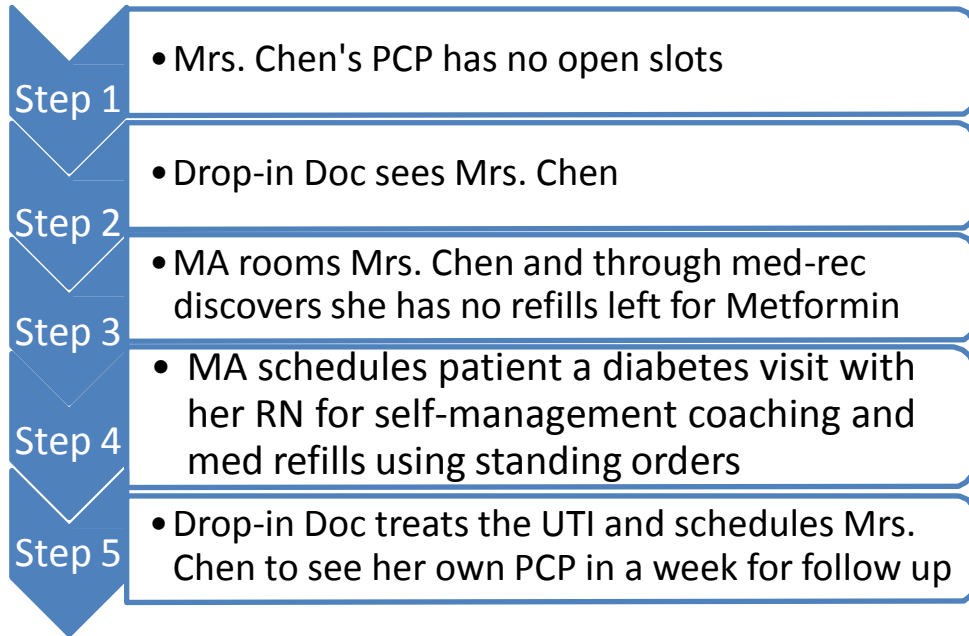 Step 1
•Mrs. Chen's PCP has no open slots
Step 2
•Drop-in Doc sees Mrs. Chen
Step 3
•MA rooms Mrs. Chen and through med-rec
discovers she has no refills left for Metformin
Step 4
• MA schedules patient a diabetes visit with
her RN for self-management coaching and
med refills using standing orders
Step 5
•Drop-in Doc treats the UTI and schedules Mrs.
Chen to see her own PCP in a week for follow up